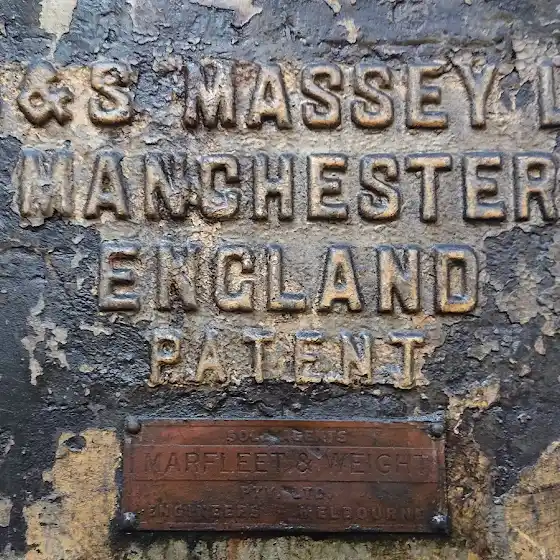 & S MASSEY L
MANCHESTER
ENGLAND
PATENT
SOLE AGENTS
MARFLEET & WEIGHT
PTY. LTD.
ENGINEERS MELBOURNE